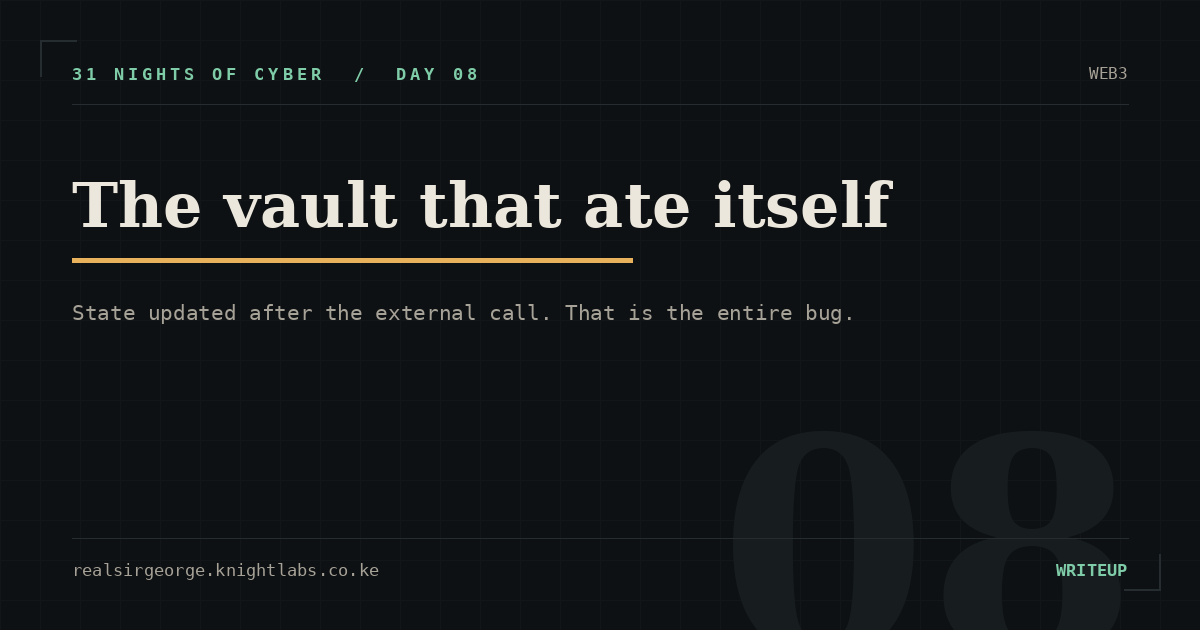 31 NIGHTS OF CYBER / DAY 08
WEB3
The vault that ate itself
State updated after the external call. That is the entire bug.
08
realsirgeorge.knightlabs.co.ke
WRITEUP